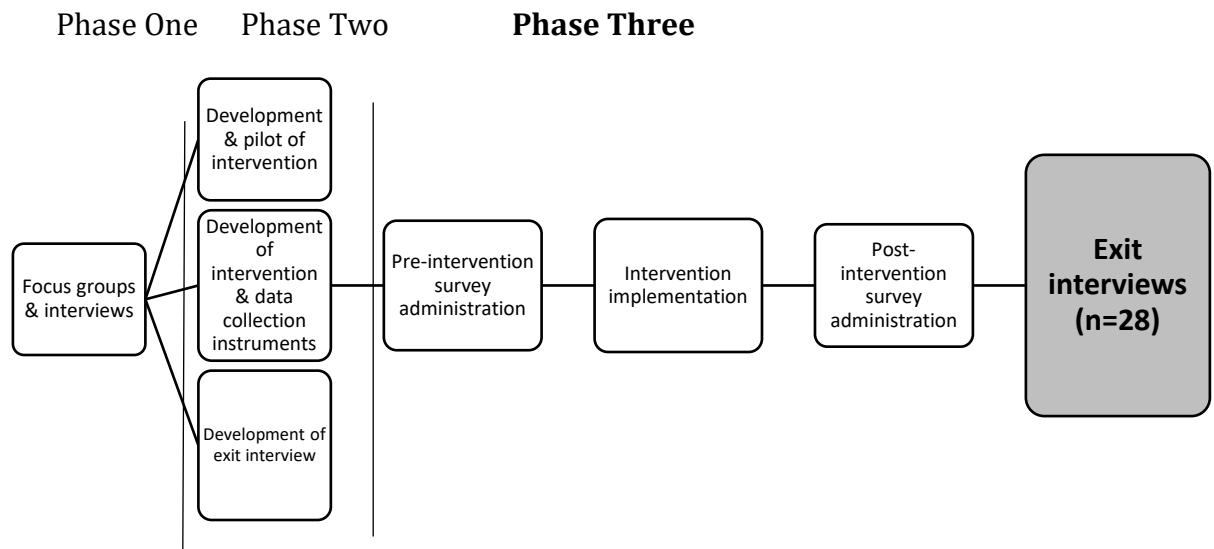 Phase One Phase Two Phase Three
Development
& pilot of
intervention
Focus groups
& interviews
Development
of
intervention
& data
collection
instruments
Development of
exit interview
Pre-intervention
survey
administration
Intervention
implementation
Post-
intervention
survey
administration
Exit
interviews
(n=28)